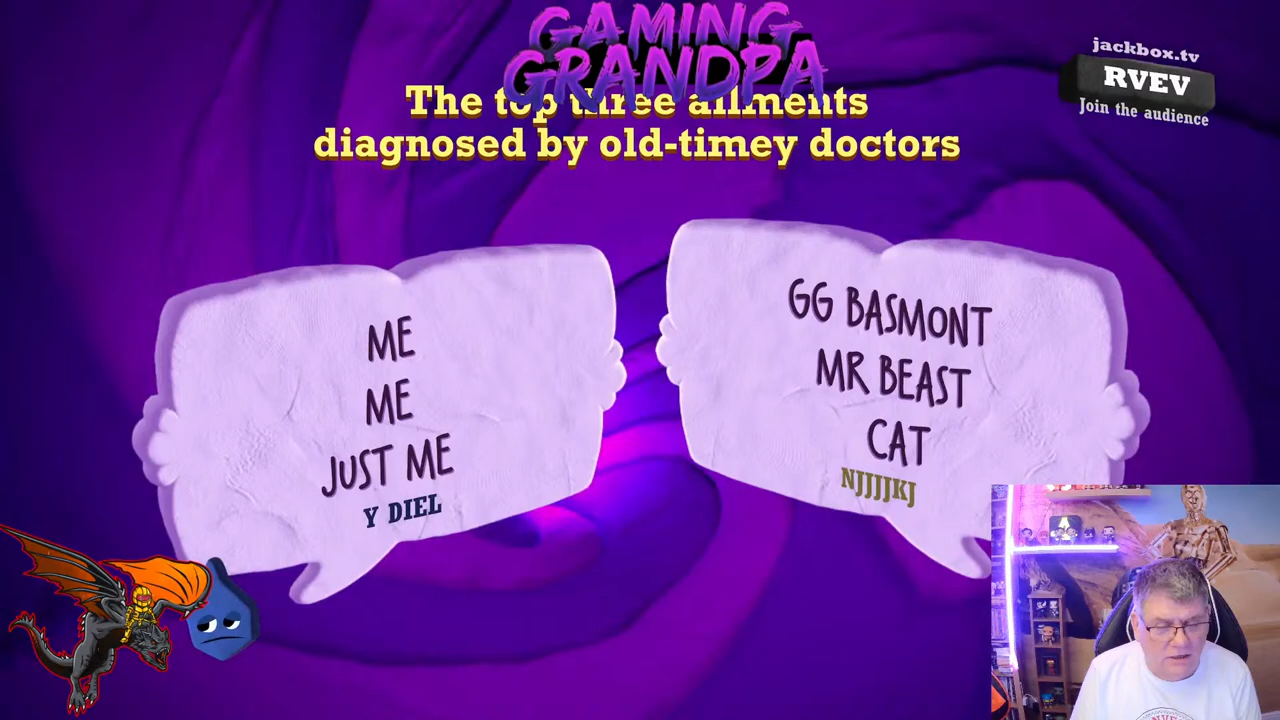 GAMING
GRANDPA
The top three ailments
diagnosed by old-timey doctors
jackbox.tv
RVEV
Join the audience
ME
ME
JUST ME
Y DIEL
GG BASMONT
MR BEAST
CAT
NJJJJKJ